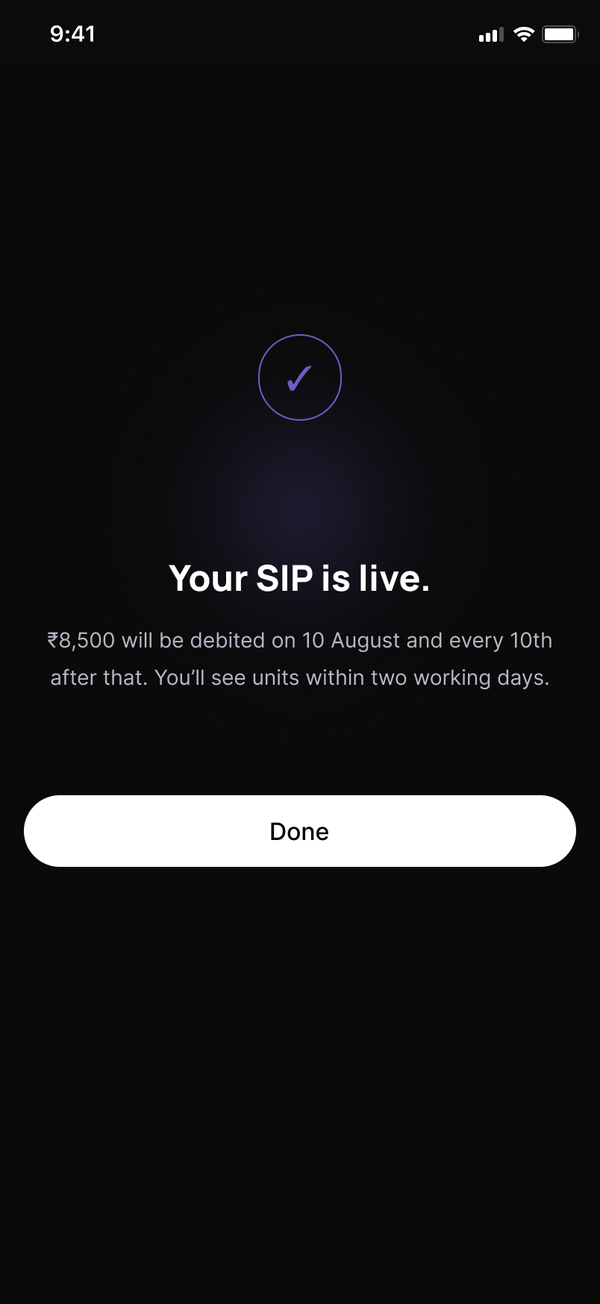 9:41
✓
Your SIP is live.
₹8,500 will be debited on 10 August and every 10th
after that. You’ll see units within two working days.
Done